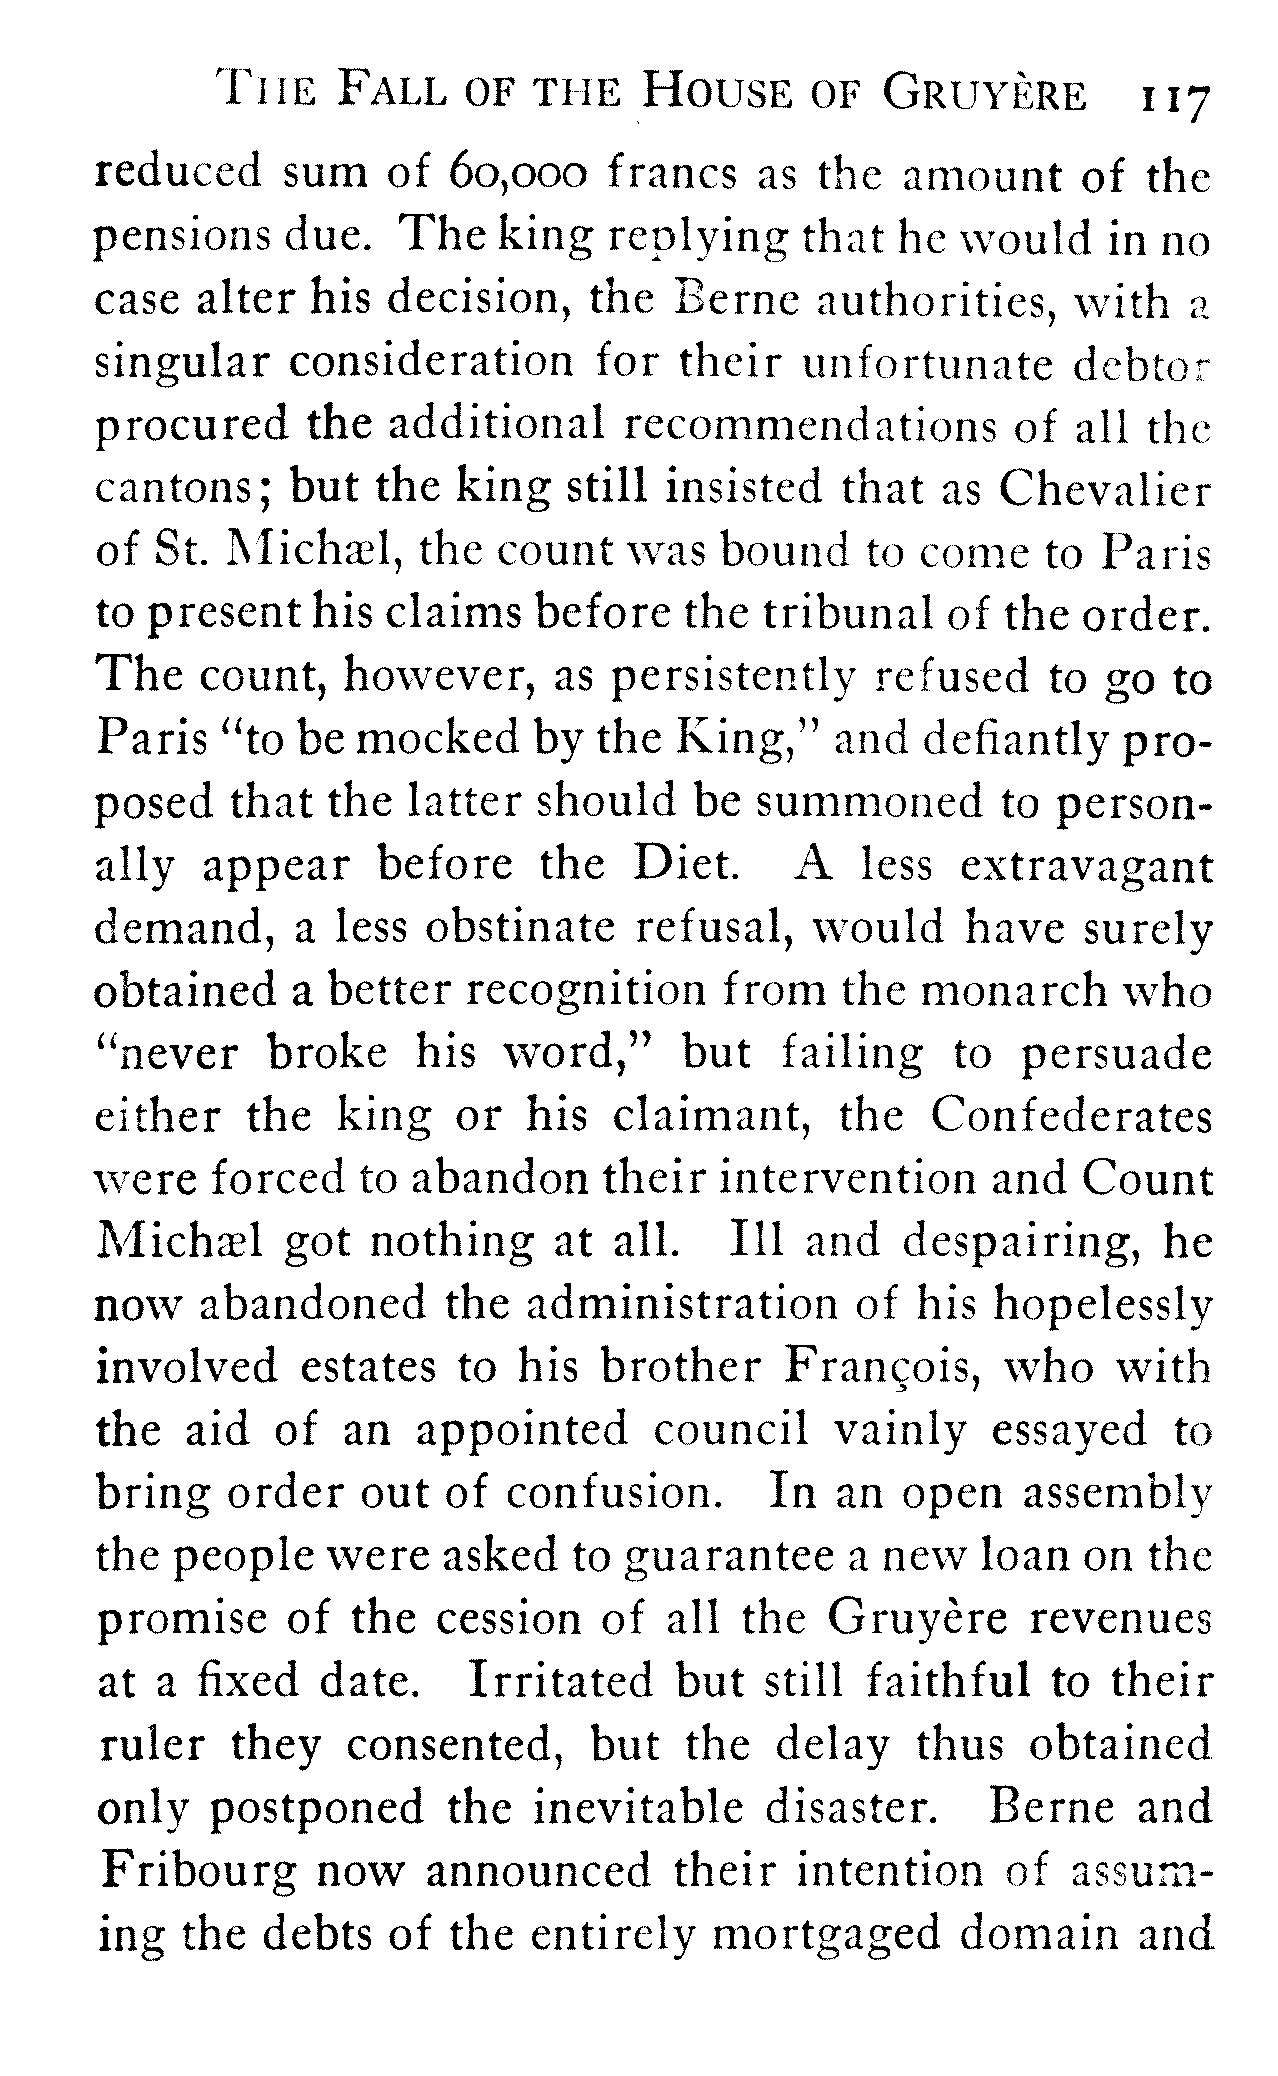 THE FALL OF THE HOUSE OF GRUYÈRE 117
reduced sum of 60,000 francs as the amount of the
pensions due. The king replying that he would in no
case alter his decision, the Berne authorities, with a
singular consideration for their unfortunate debtor
procured the additional recommendations of all the
cantons; but the king still insisted that as Chevalier
of St. Michæl, the count was bound to come to Paris
to present his claims before the tribunal of the order.
The count, however, as persistently refused to go to
Paris "to be mocked by the King," and defiantly pro-
posed that the latter should be summoned to person-
ally appear before the Diet. A less extravagant
demand, a less obstinate refusal, would have surely
obtained a better recognition from the monarch who
"never broke his word," but failing to persuade
either the king or his claimant, the Confederates
were forced to abandon their intervention and Count
Michæl got nothing at all. Ill and despairing, he
now abandoned the administration of his hopelessly
involved estates to his brother François, who with
the aid of an appointed council vainly essayed to
bring order out of confusion. In an open assembly
the people were asked to guarantee a new loan on the
promise of the cession of all the Gruyère revenues
at a fixed date. Irritated but still faithful to their
ruler they consented, but the delay thus obtained
only postponed the inevitable disaster. Berne and
Fribourg now announced their intention of assum-
ing the debts of the entirely mortgaged domain and